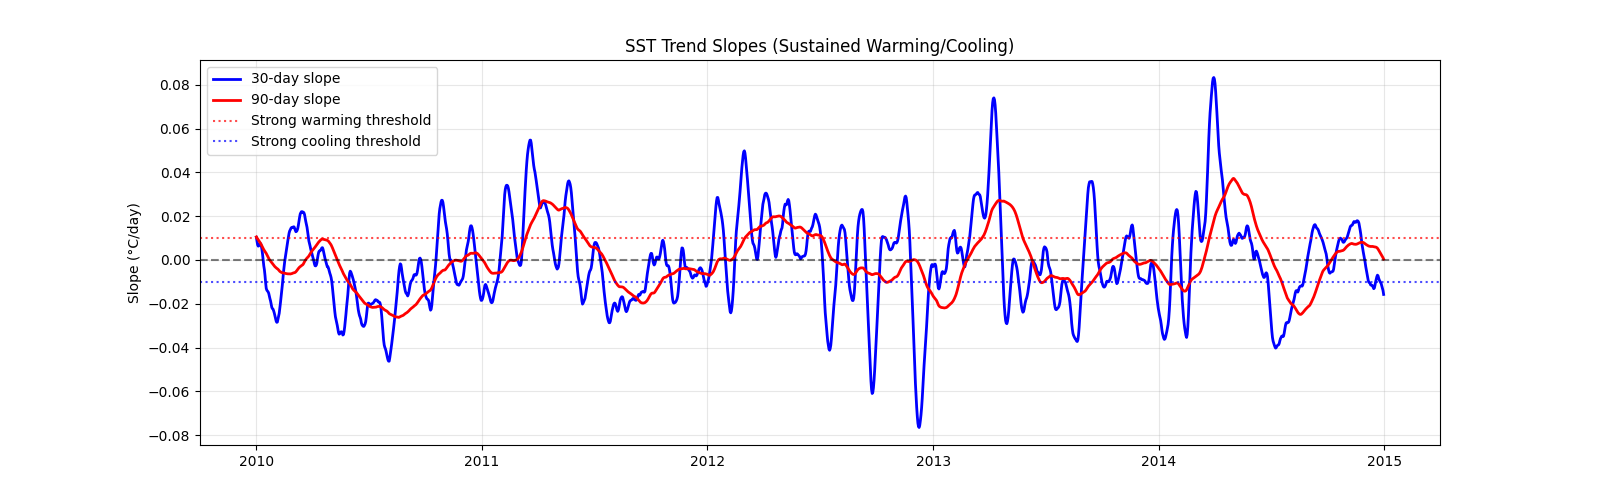 SST Trend Slopes (Sustained Warming/Cooling)
30-day slope
90-day slope
Strong warming threshold
Strong cooling threshold
Slope (°C/day)
0.08
0.06
0.04
0.02
0.00
−0.02
−0.04
−0.06
−0.08
2010 2011 2012 2013 2014 2015